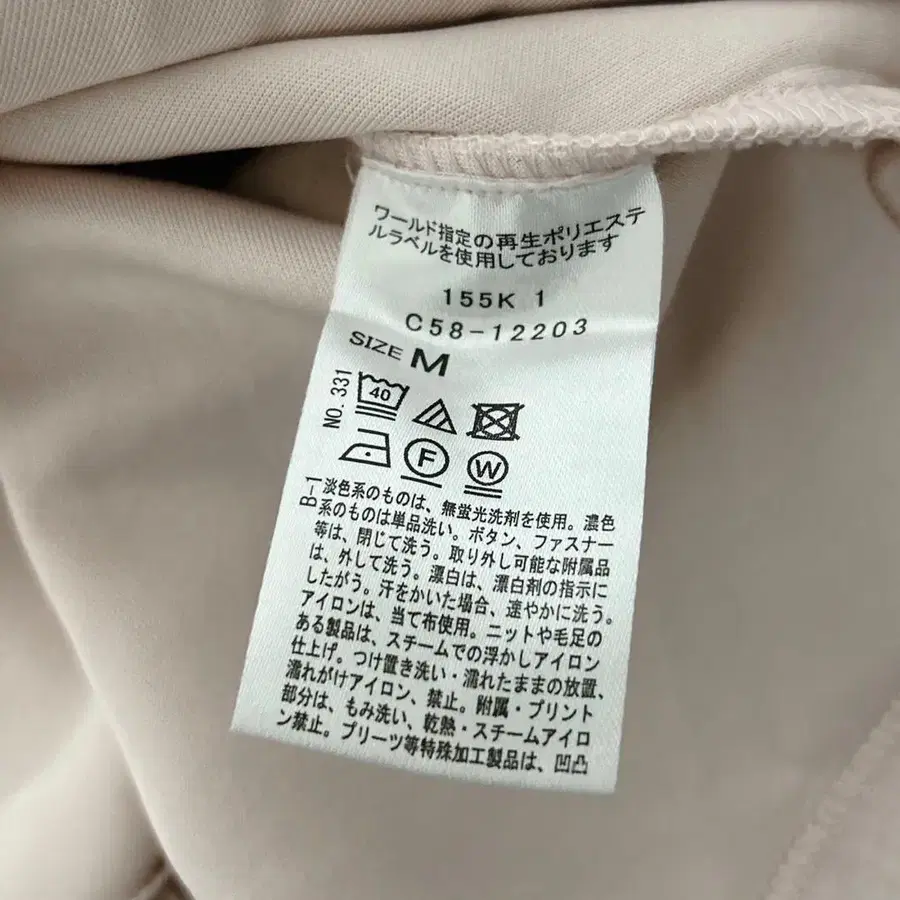 ワールド指定の再生ポリエステ
ルラベルを使用しております
155K 1
C58-12203
SIZE M
NO. 331
40
F
W
B-1
淡色系のものは、無蛍光洗剤を使用。濃色
系のものは単品洗い。ボタン、ファスナー
等は、閉じて洗う。取り外し可能な附属品
は、外して洗う。漂白は、漂白剤の指示に
したがう。汗をかいた場合、速やかに洗う。
アイロンは、当て布使用。ニットや毛足の
ある製品は、スチームでの浮かしアイロン
仕上げ。つけ置き洗い・濡れたままの放置、
濡れがけアイロン、禁止。附属・プリント
部分は、もみ洗い、乾熱・スチームアイロ
ン禁止。プリーツ等特殊加工製品は、凹凸